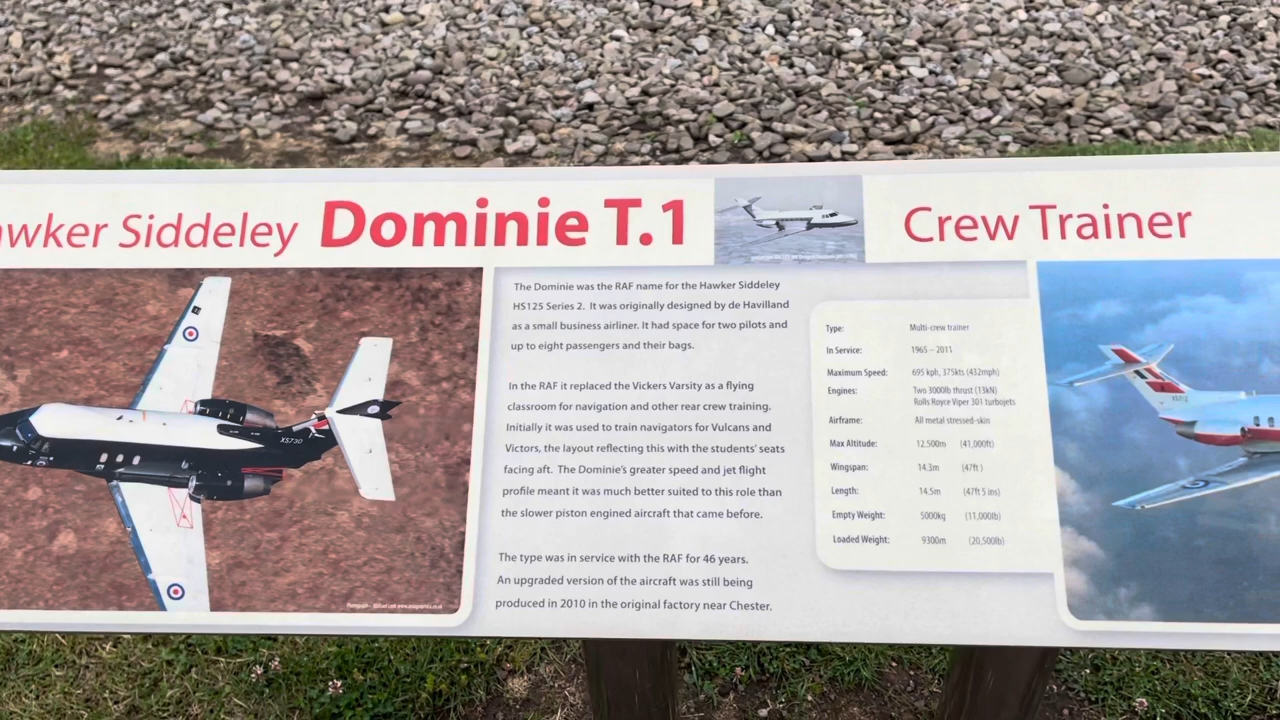 wker Siddeley Dominie T.1
Crew Trainer
XS730
The Dominie was the RAF name for the Hawker Siddeley
HS125 Series 2. It was originally designed by de Havilland
as a small business airliner. It had space for two pilots and
up to eight passengers and their bags.
In the RAF it replaced the Vickers Varsity as a flying
classroom for navigation and other rear crew training.
Initially it was used to train navigators for Vulcans and
Victors, the layout reflecting this with the students' seats
facing aft. The Dominie's greater speed and jet flight
profile meant it was much better suited to this role than
the slower piston engined aircraft that came before.
The type was in service with the RAF for 46 years.
An upgraded version of the aircraft was still being
produced in 2010 in the original factory near Chester.
Type: Multi-crew trainer
In Service: 1965 – 2011
Maximum Speed: 695 kph, 375kts (432mph)
Engines: Two 3000lb thrust (13kN)
Rolls Royce Viper 301 turbojets
Airframe: All metal stressed-skin
Max Altitude: 12.500m (41,000ft)
Wingspan: 14.3m (47ft )
Length: 14.5m (47ft 5 ins)
Empty Weight: 5000kg (11,000lb)
Loaded Weight: 9300m (20,500lb)